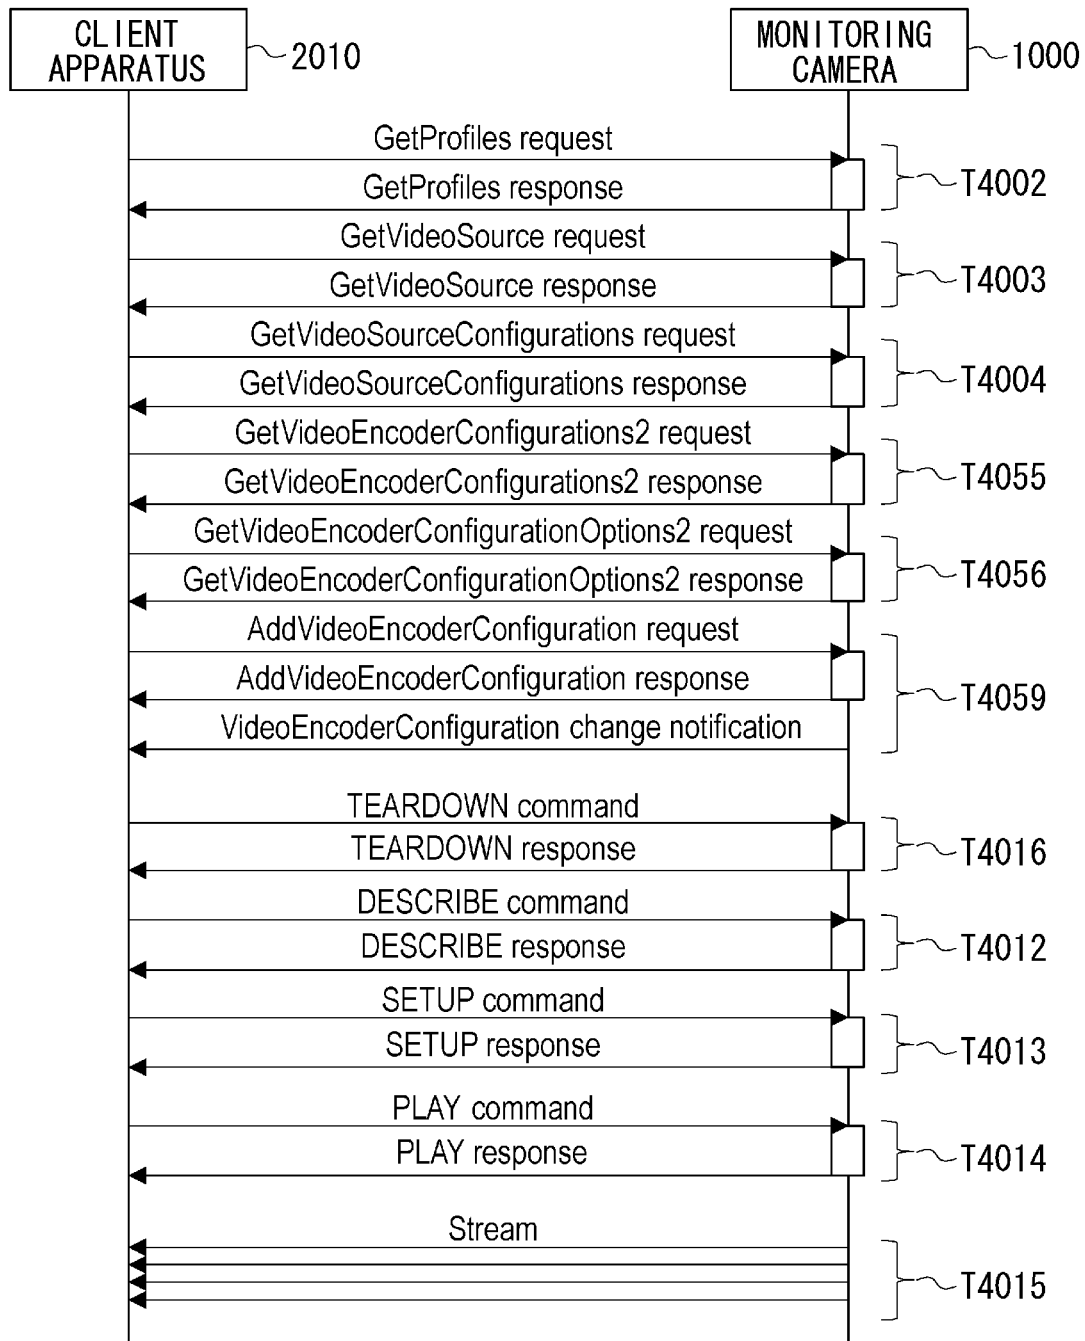 CLIENT
APPARATUS
2010
MONITORING
CAMERA
1000
GetProfiles request
GetProfiles response
T4002
GetVideoSource request
GetVideoSource response
T4003
GetVideoSourceConfigurations request
GetVideoSourceConfigurations response
T4004
GetVideoEncoderConfigurations2 request
GetVideoEncoderConfigurations2 response
T4055
GetVideoEncoderConfigurationOptions2 request
GetVideoEncoderConfigurationOptions2 response
T4056
AddVideoEncoderConfiguration request
AddVideoEncoderConfiguration response
VideoEncoderConfiguration change notification
T4059
TEARDOWN command
TEARDOWN response
T4016
DESCRIBE command
DESCRIBE response
T4012
SETUP command
SETUP response
T4013
PLAY command
PLAY response
T4014
Stream
T4015